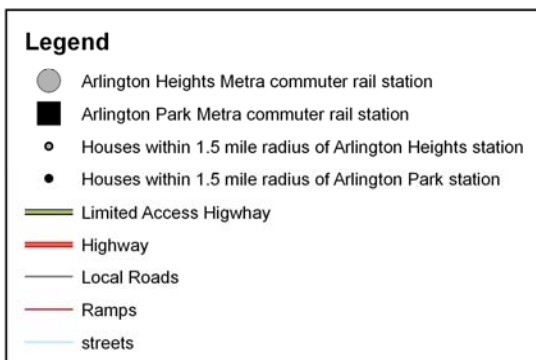 Legend
Arlington Heights Metra commuter rail station
Arlington Park Metra commuter rail station
Houses within 1.5 mile radius of Arlington Heights station
Houses within 1.5 mile radius of Arlington Park station
Limited Access Higwhay
Highway
Local Roads
Ramps
streets